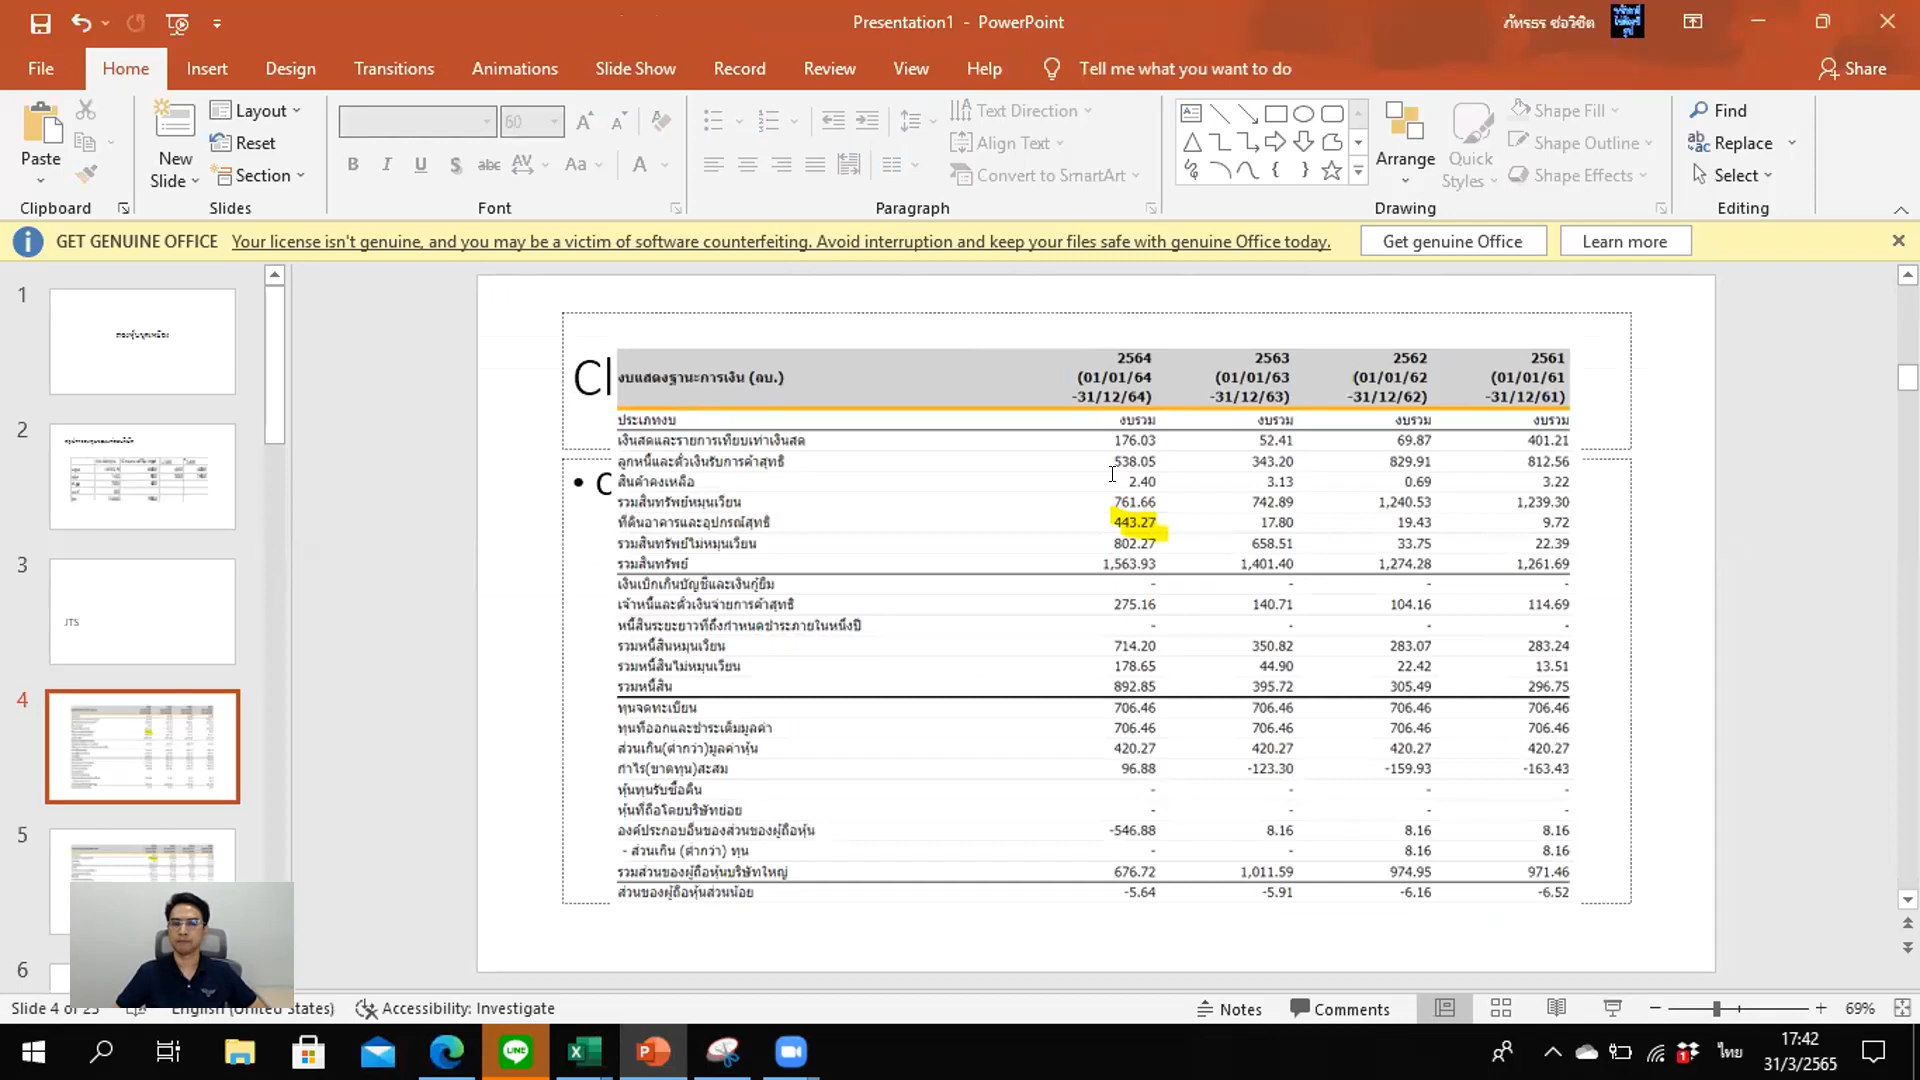 Presentation1 - PowerPoint
ภัทรธร ช่อวิชิต
File Home Insert Design Transitions Animations Slide Show Record Review View Help Tell me what you want to do Share
Paste
New Slide
Layout
Reset
Section
60
Text Direction
Align Text
Convert to SmartArt
Arrange
Quick Styles
Shape Fill
Shape Outline
Shape Effects
Find
Replace
Select
Clipboard Slides Font Paragraph Drawing Editing
GET GENUINE OFFICE Your license isn't genuine, and you may be a victim of software counterfeiting. Avoid interruption and keep your files safe with genuine Office today. Get genuine Office Learn more
1
2
3
JTS
4
5
6
งบแสดงฐานะการเงิน (ลบ.) 2564 (01/01/64 -31/12/64) 2563 (01/01/63 -31/12/63) 2562 (01/01/62 -31/12/62) 2561 (01/01/61 -31/12/61)
ประเภทงบ งบรวม งบรวม งบรวม งบรวม
เงินสดและรายการเทียบเท่าเงินสด 176.03 52.41 69.87 401.21
ลูกหนี้และตั๋วเงินรับการค้าสุทธิ 538.05 343.20 829.91 812.56
สินค้าคงเหลือ 2.40 3.13 0.69 3.22
รวมสินทรัพย์หมุนเวียน 761.66 742.89 1,240.53 1,239.30
ที่ดินอาคารและอุปกรณ์สุทธิ 443.27 17.80 19.43 9.72
รวมสินทรัพย์ไม่หมุนเวียน 802.27 658.51 33.75 22.39
รวมสินทรัพย์ 1,563.93 1,401.40 1,274.28 1,261.69
เงินเบิกเกินบัญชีและเงินกู้ยืม - - - -
เจ้าหนี้และตั๋วเงินจ่ายการค้าสุทธิ 275.16 140.71 104.16 114.69
หนี้สินระยะยาวที่ถึงกำหนดชำระภายในหนึ่งปี - - - -
รวมหนี้สินหมุนเวียน 714.20 350.82 283.07 283.24
รวมหนี้สินไม่หมุนเวียน 178.65 44.90 22.42 13.51
รวมหนี้สิน 892.85 395.72 305.49 296.75
ทุนจดทะเบียน 706.46 706.46 706.46 706.46
ทุนที่ออกและชำระเต็มมูลค่า 706.46 706.46 706.46 706.46
ส่วนเกิน(ต่ำกว่า)มูลค่าหุ้น 420.27 420.27 420.27 420.27
กำไร(ขาดทุน)สะสม 96.88 -123.30 -159.93 -163.43
หุ้นทุนรับซื้อคืน - - - -
หุ้นที่ถือโดยบริษัทย่อย - - - -
องค์ประกอบอื่นของส่วนของผู้ถือหุ้น -546.88 8.16 8.16 8.16
- ส่วนเกิน (ต่ำกว่า) ทุน - - 8.16 8.16
รวมส่วนของผู้ถือหุ้นบริษัทใหญ่ 676.72 1,011.59 974.95 971.46
ส่วนของผู้ถือหุ้นส่วนน้อย -5.64 -5.91 -6.16 -6.52
Slide 4 of 25 English (United States) Accessibility: Investigate Notes Comments 69%
LINE
ไทย
17:42
31/3/2565